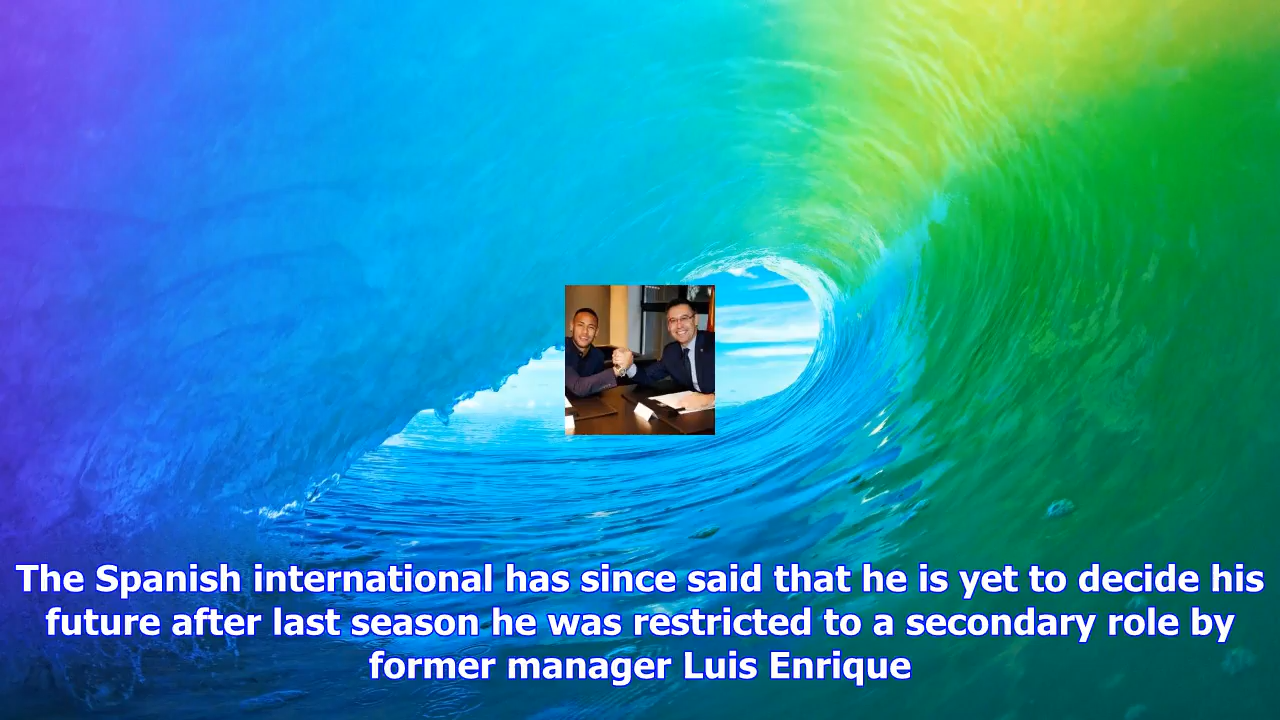 The Spanish international has since said that he is yet to decide his
future after last season he was restricted to a secondary role by
former manager Luis Enrique